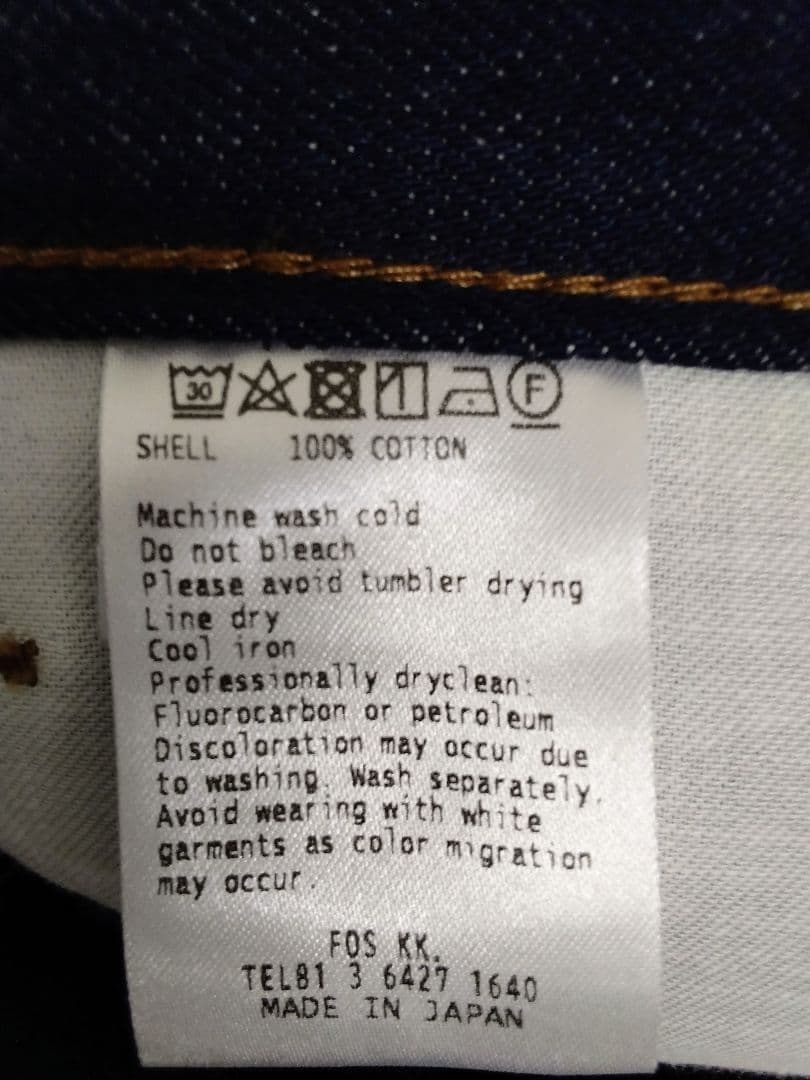 30 F
SHELL 100% COTTON
Machine wash cold
Do not bleach
Please avoid tumbler drying
Line dry
Cool iron
Professionally dryclean:
Fluorocarbon or petroleum
Discoloration may occur due
to washing. Wash separately.
Avoid wearing with white
garments as color migration
may occur.
FOS KK.
TEL81 3 6427 1640
MADE IN JAPAN